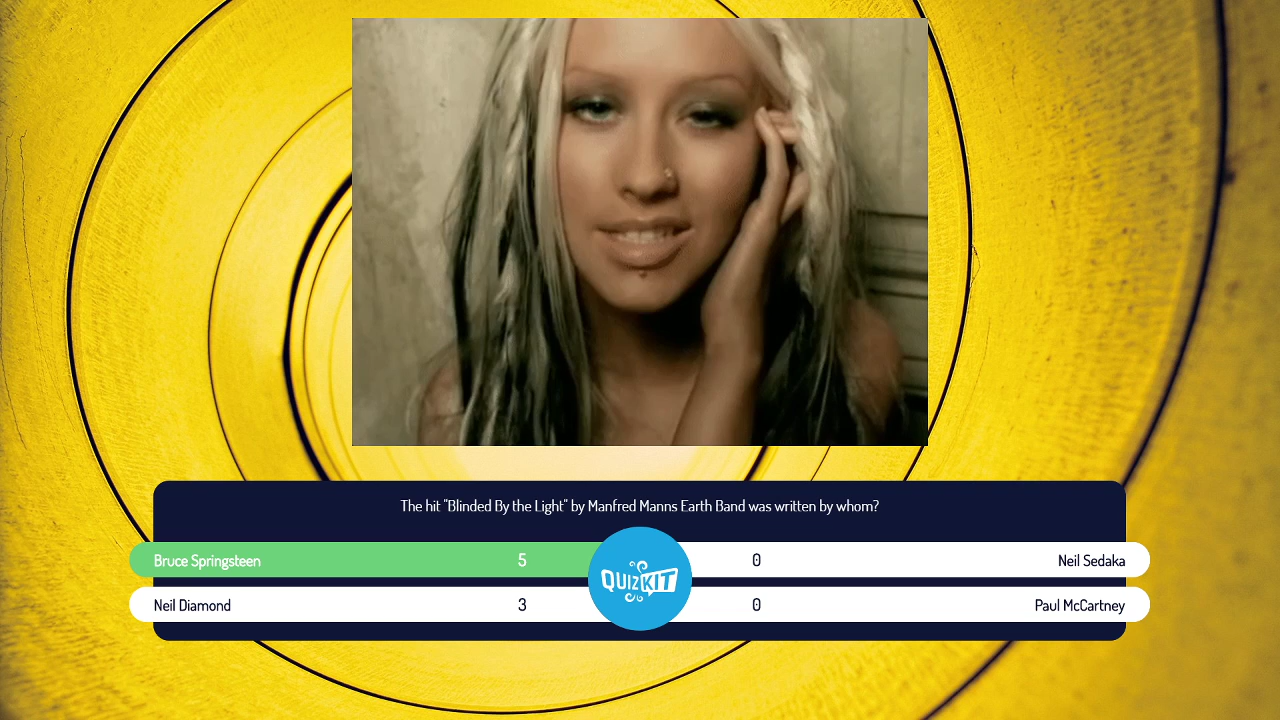 The hit "Blinded By the Light" by Manfred Manns Earth Band was written by whom?
Bruce Springsteen 5 0 Neil Sedaka
QUIZKIT
Neil Diamond 3 0 Paul McCartney